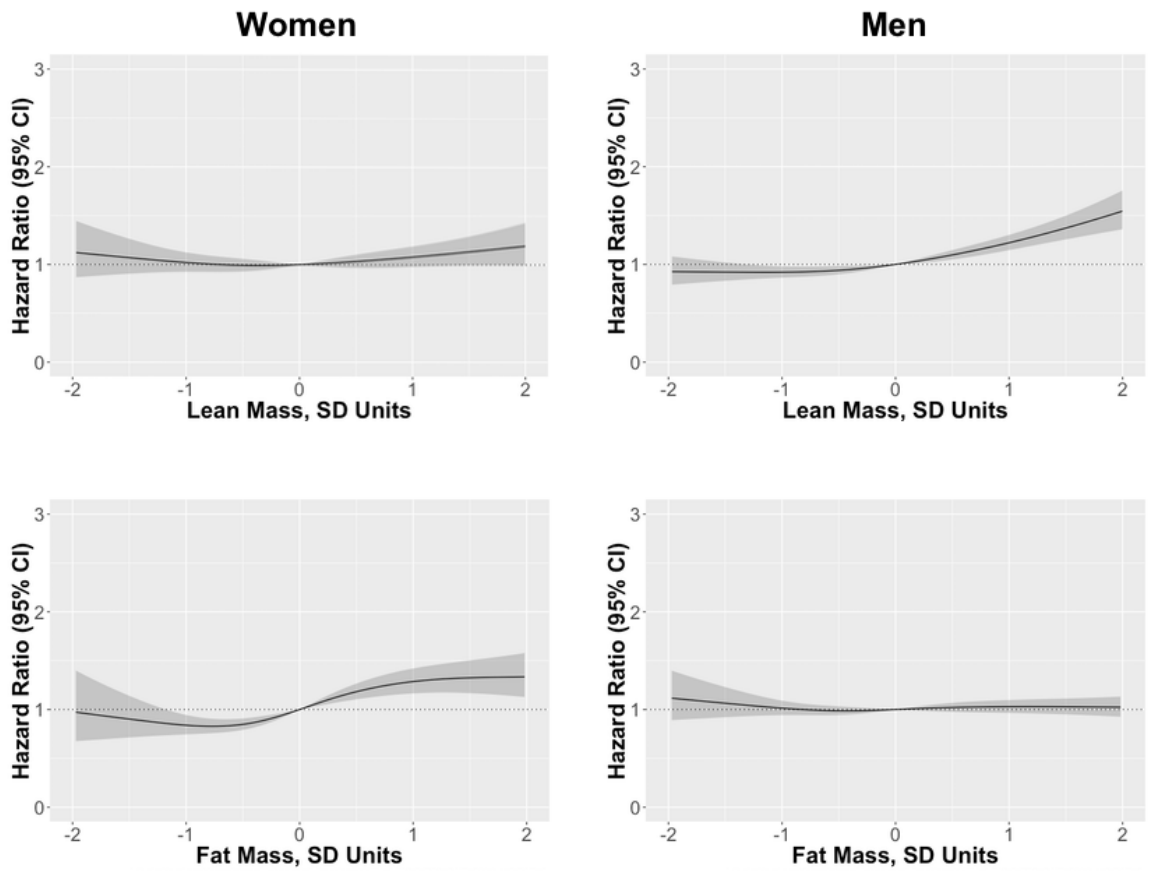 Women
Men
Hazard Ratio (95% CI)
3
2
1
0
-2 -1 0 1 2
Lean Mass, SD Units
Hazard Ratio (95% CI)
3
2
1
0
-2 -1 0 1 2
Lean Mass, SD Units
Hazard Ratio (95% CI)
3
2
1
0
-2 -1 0 1 2
Fat Mass, SD Units
Hazard Ratio (95% CI)
3
2
1
0
-2 -1 0 1 2
Fat Mass, SD Units